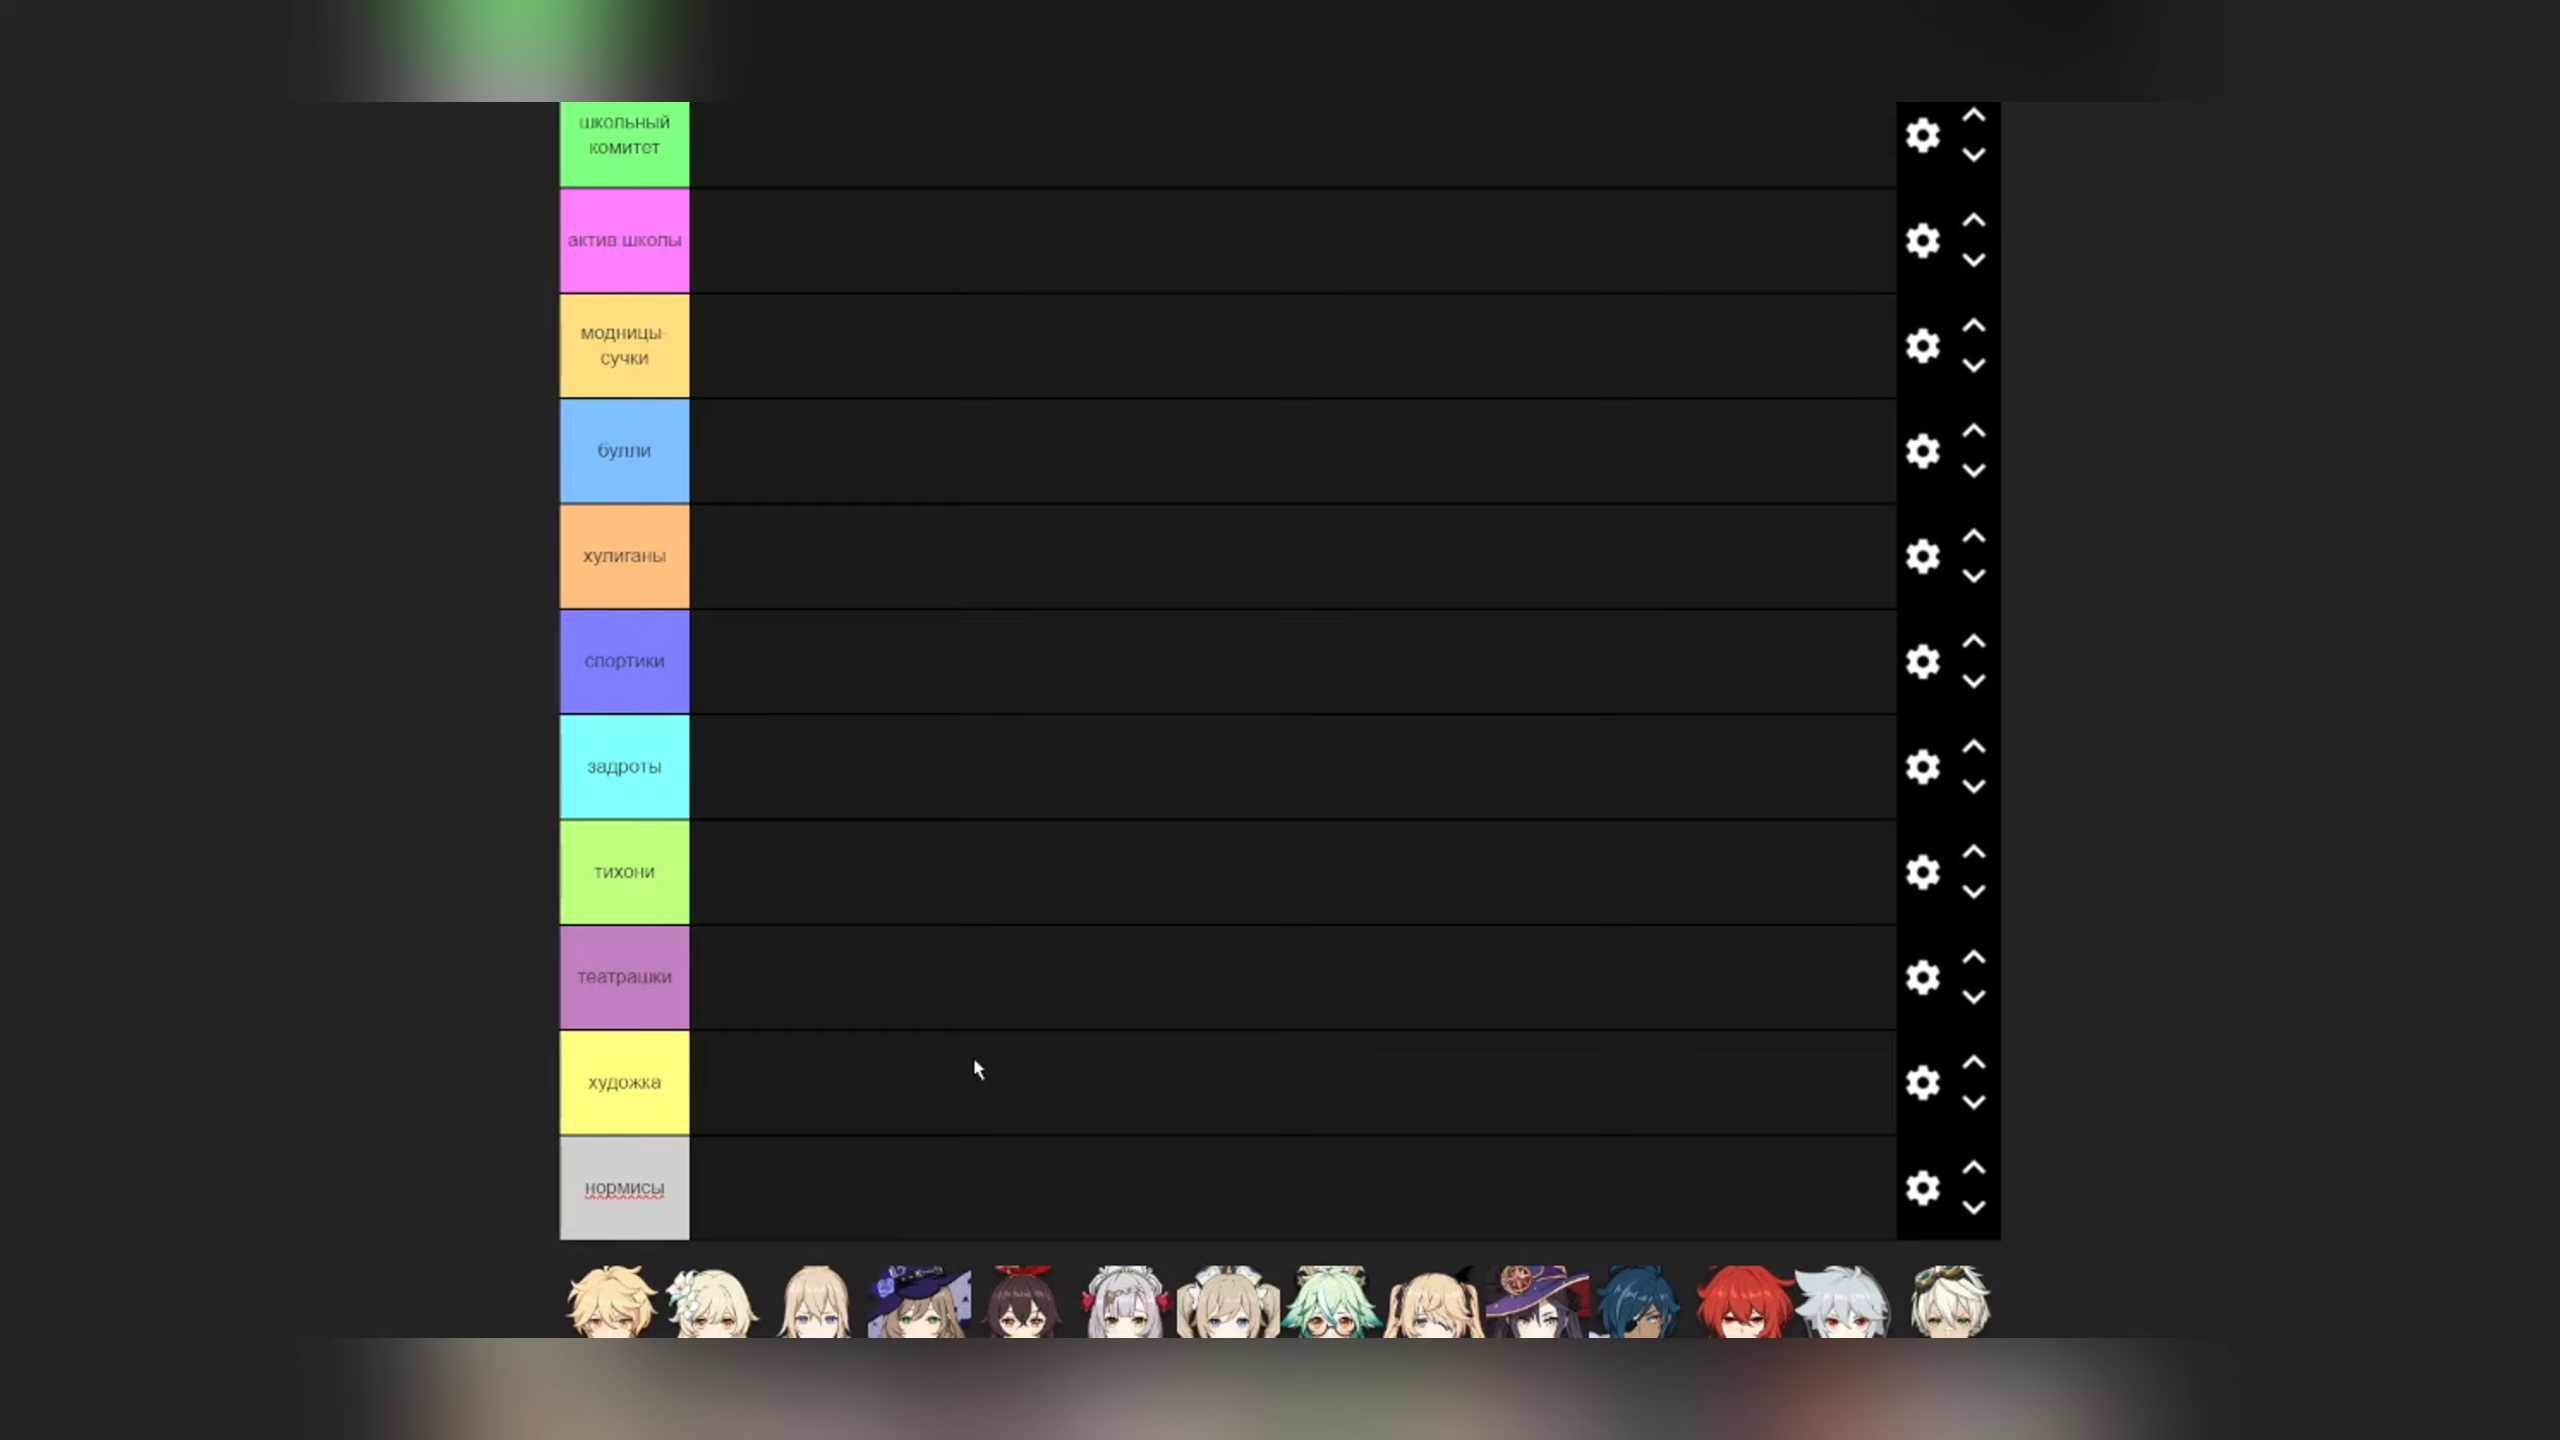 школьный
комитет
актив школы
модницы-
сучки
булли
хулиганы
спортики
задроты
тихони
театрашки
художка
нормисы